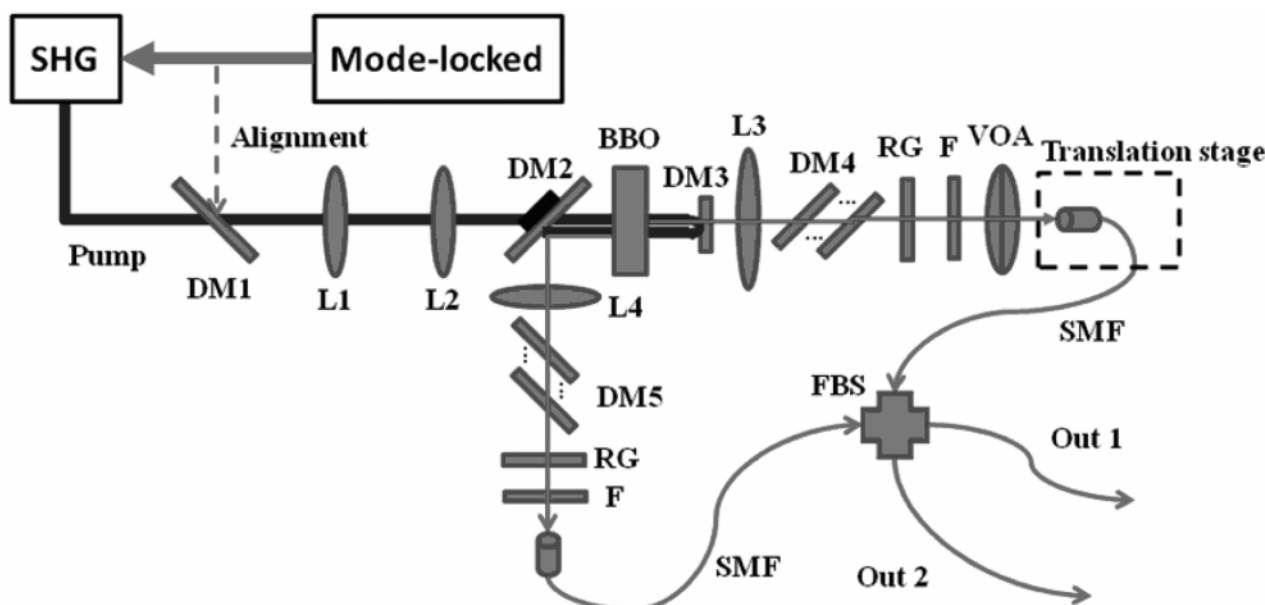 SHG
Mode-locked
Alignment
Pump
DM1
L1
L2
DM2
BBO
DM3
L3
DM4
RG
F
VOA
Translation stage
L4
DM5
RG
F
SMF
SMF
FBS
Out 1
Out 2